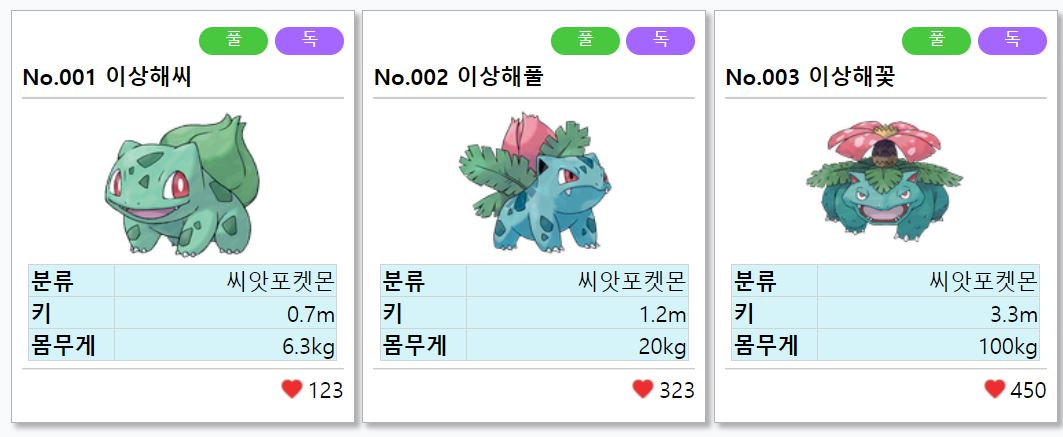 풀 독
No.001 이상해씨
분류 씨앗포켓몬
키 0.7m
몸무게 6.3kg
123
풀 독
No.002 이상해풀
분류 씨앗포켓몬
키 1.2m
몸무게 20kg
323
풀 독
No.003 이상해꽃
분류 씨앗포켓몬
키 3.3m
몸무게 100kg
450